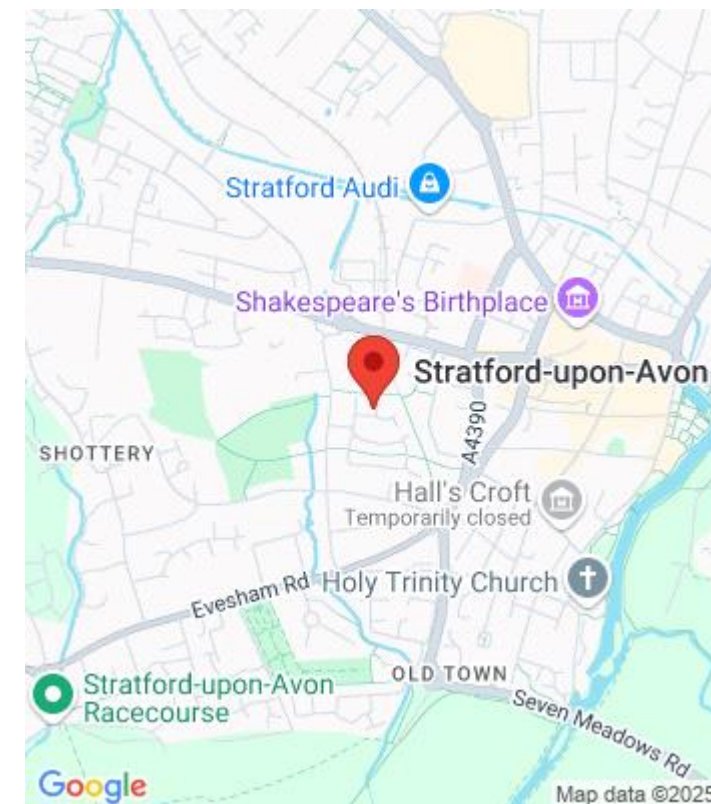 Stratford Audi
Shakespeare's Birthplace
Stratford-upon-Avon
A4390
SHOTTERY
Hall's Croft
Temporarily closed
Evesham Rd
Holy Trinity Church
OLD TOWN
Stratford-upon-Avon
Racecourse
Seven Meadows Rd
Google
Map data ©2025